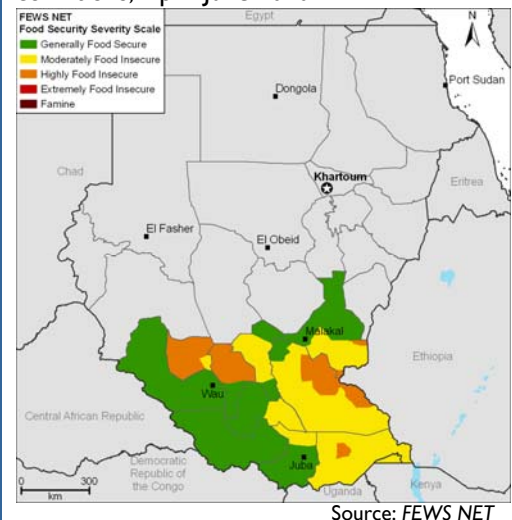 FEWS NET
Food Security Severity Scale
Generally Food Secure
Moderately Food Insecure
Highly Food Insecure
Extremely Food Insecure
Famine
Egypt
N
Port Sudan
Dongola
Chad
Khartoum
Eritrea
El Fasher
El Obeid
Malakal
Ethiopia
Wau
Central African Republic
Juba
Democratic
Republic of
the Congo
Uganda
Kenya
0 300
km
Source: FEWS NET